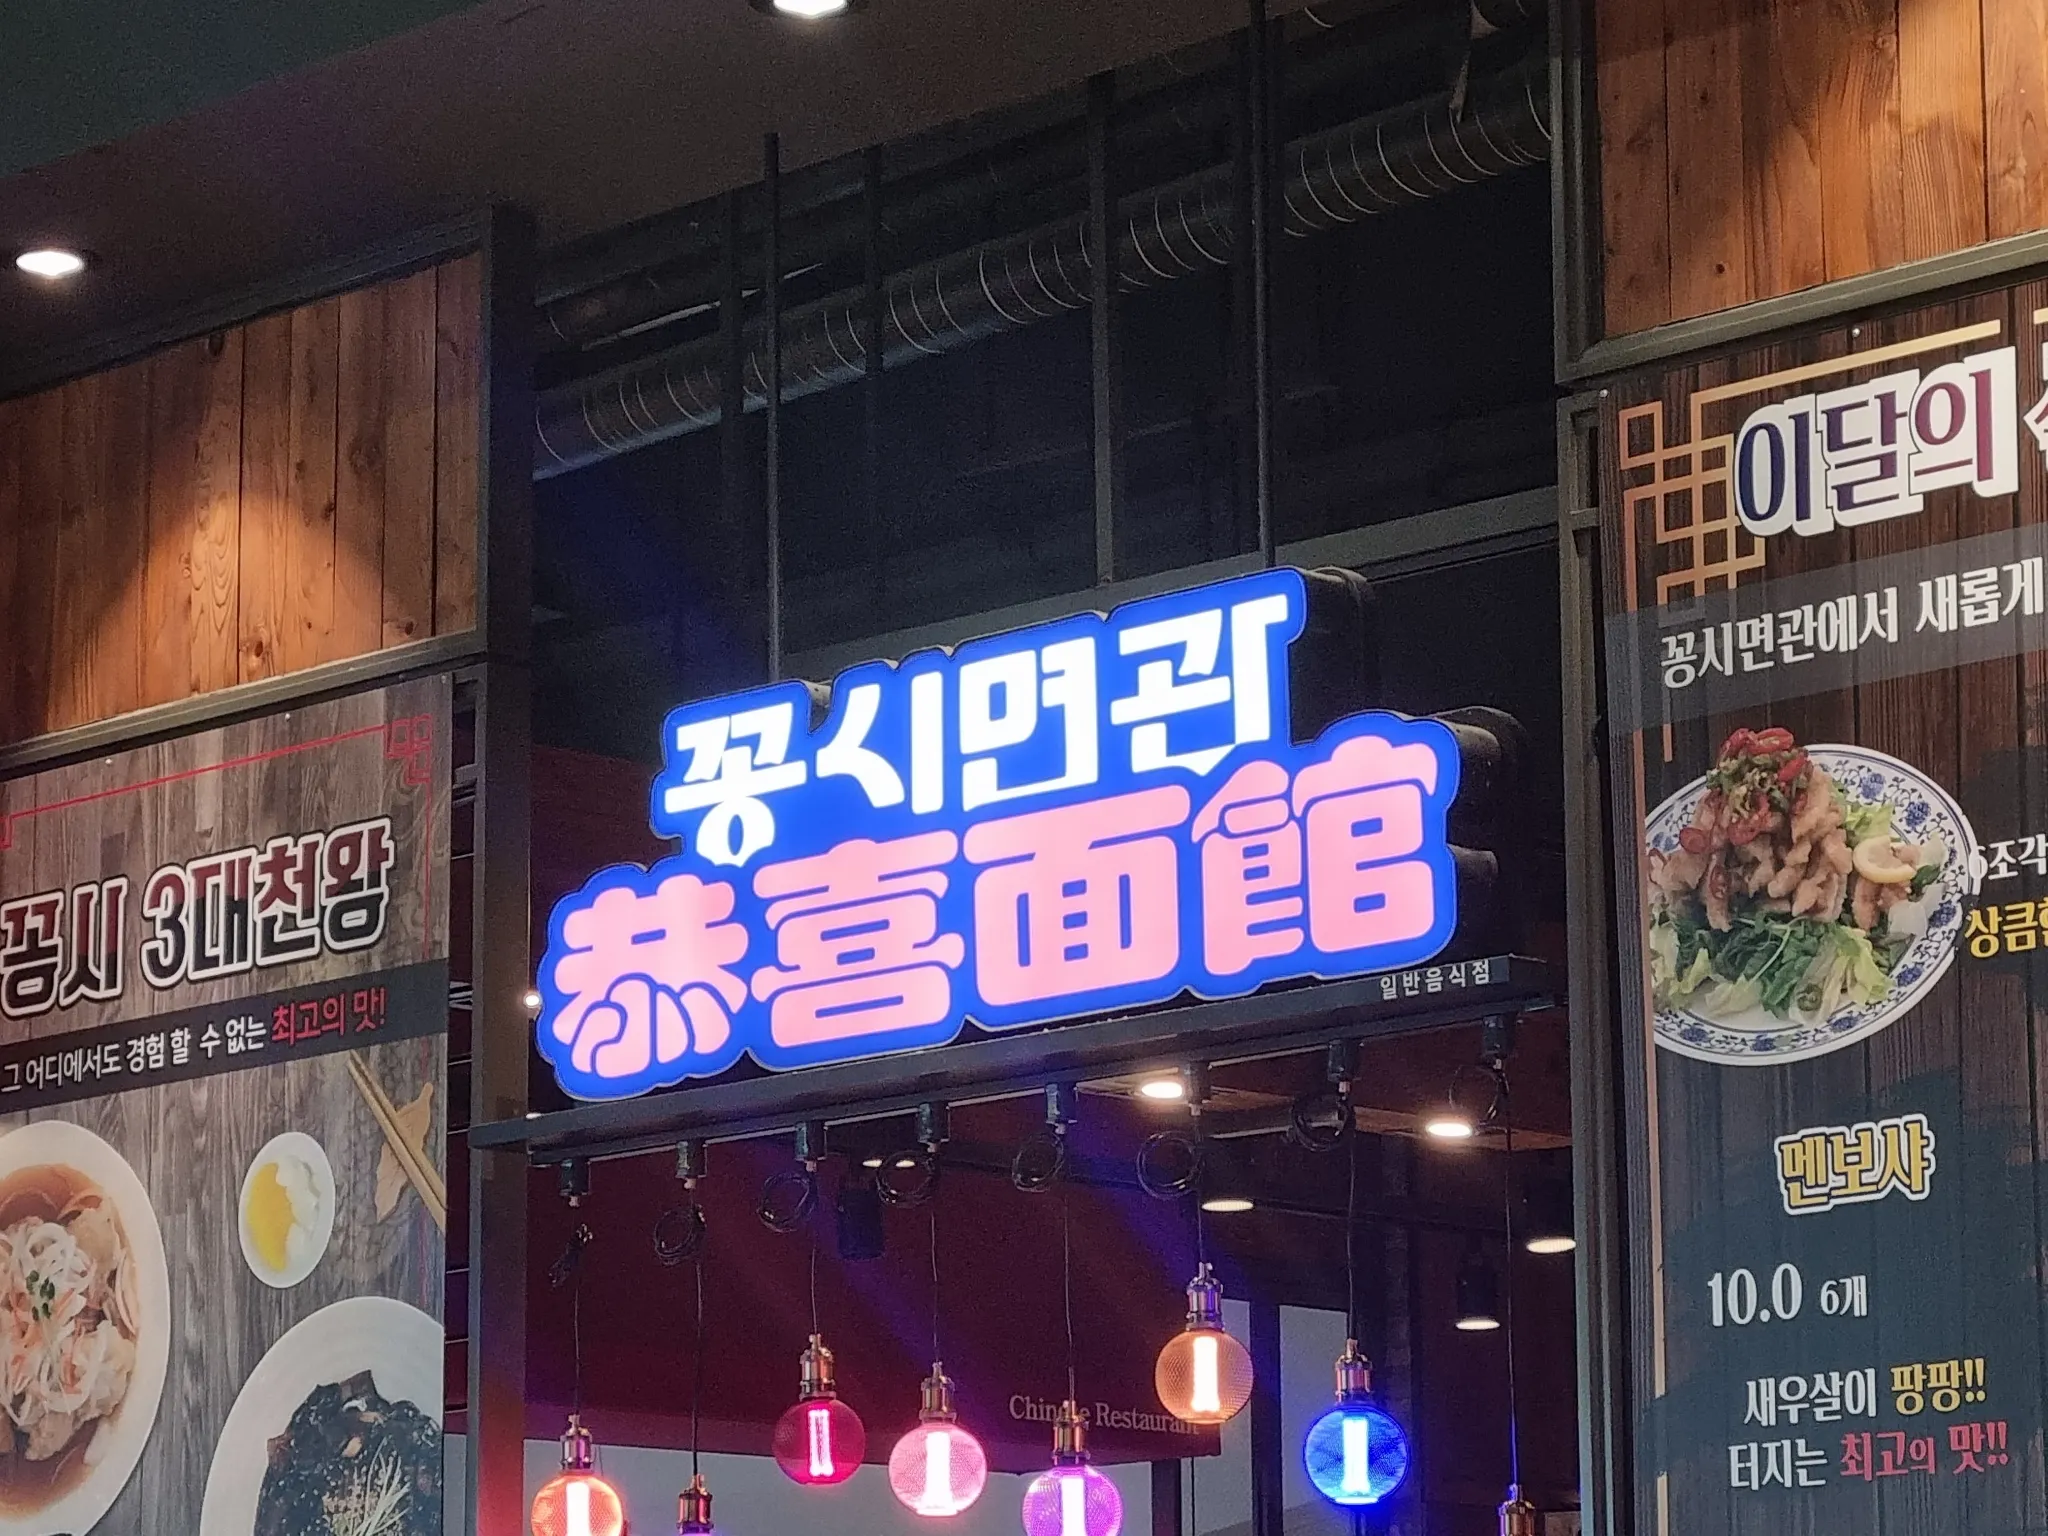 꽁시면관
恭喜面館
일반음식점
꽁시 3대천왕
그 어디에서도 경험 할 수 없는 최고의 맛!
이달의
꽁시면관에서 새롭게
6조각
상큼한
멘보샤
10.0 6개
새우살이 팡팡!!
터지는 최고의 맛!!
Chinese Restaurant